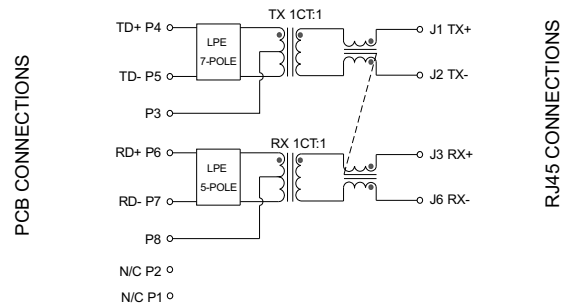 PCB CONNECTIONS
TX 1CT:1
TD+ P4
LPE
7-POLE
TD- P5
P3
J1 TX+
J2 TX-
RX 1CT:1
RD+ P6
LPE
5-POLE
RD- P7
P8
J3 RX+
J6 RX-
N/C P2
N/C P1
RJ45 CONNECTIONS